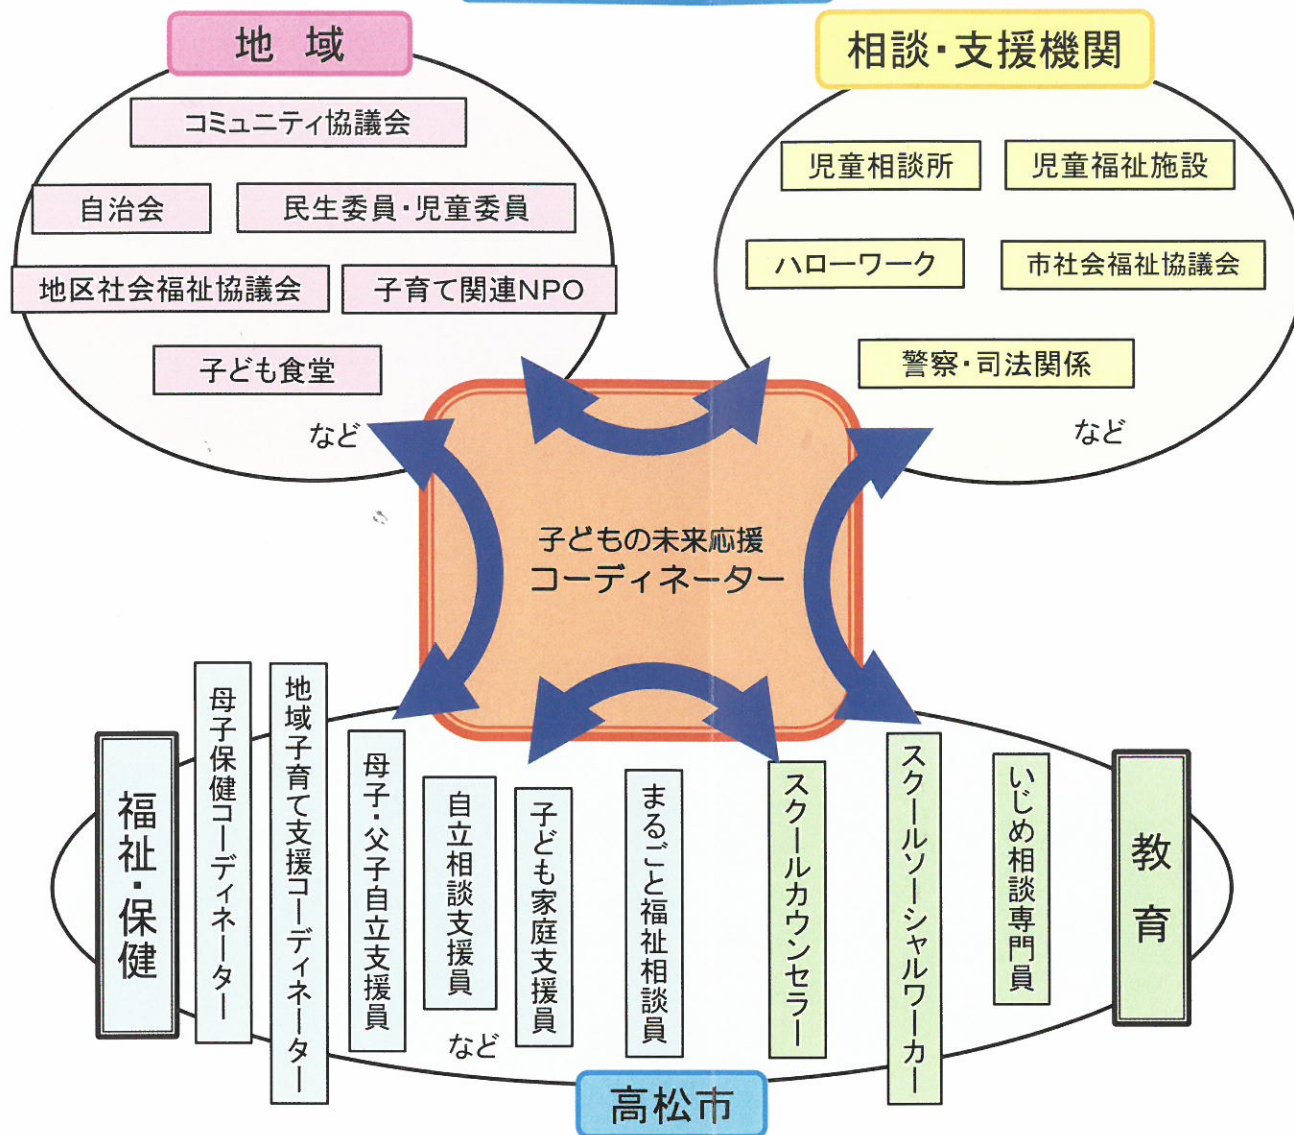 地 域
相談・支援機関
コミュニティ協議会
自治会
民生委員・児童委員
地区社会福祉協議会
子育て関連NPO
子ども食堂
など
児童相談所
児童福祉施設
ハローワーク
市社会福祉協議会
警察・司法関係
など
子どもの未来応援
コーディネーター
福祉・保健
母子保健コーディネーター
地域子育て支援コーディネーター
母子・父子自立支援員
自立相談支援員
など
子ども家庭支援員
まるごと福祉相談員
スクールカウンセラー
スクールソーシャルワーカー
いじめ相談専門員
教 育
高松市